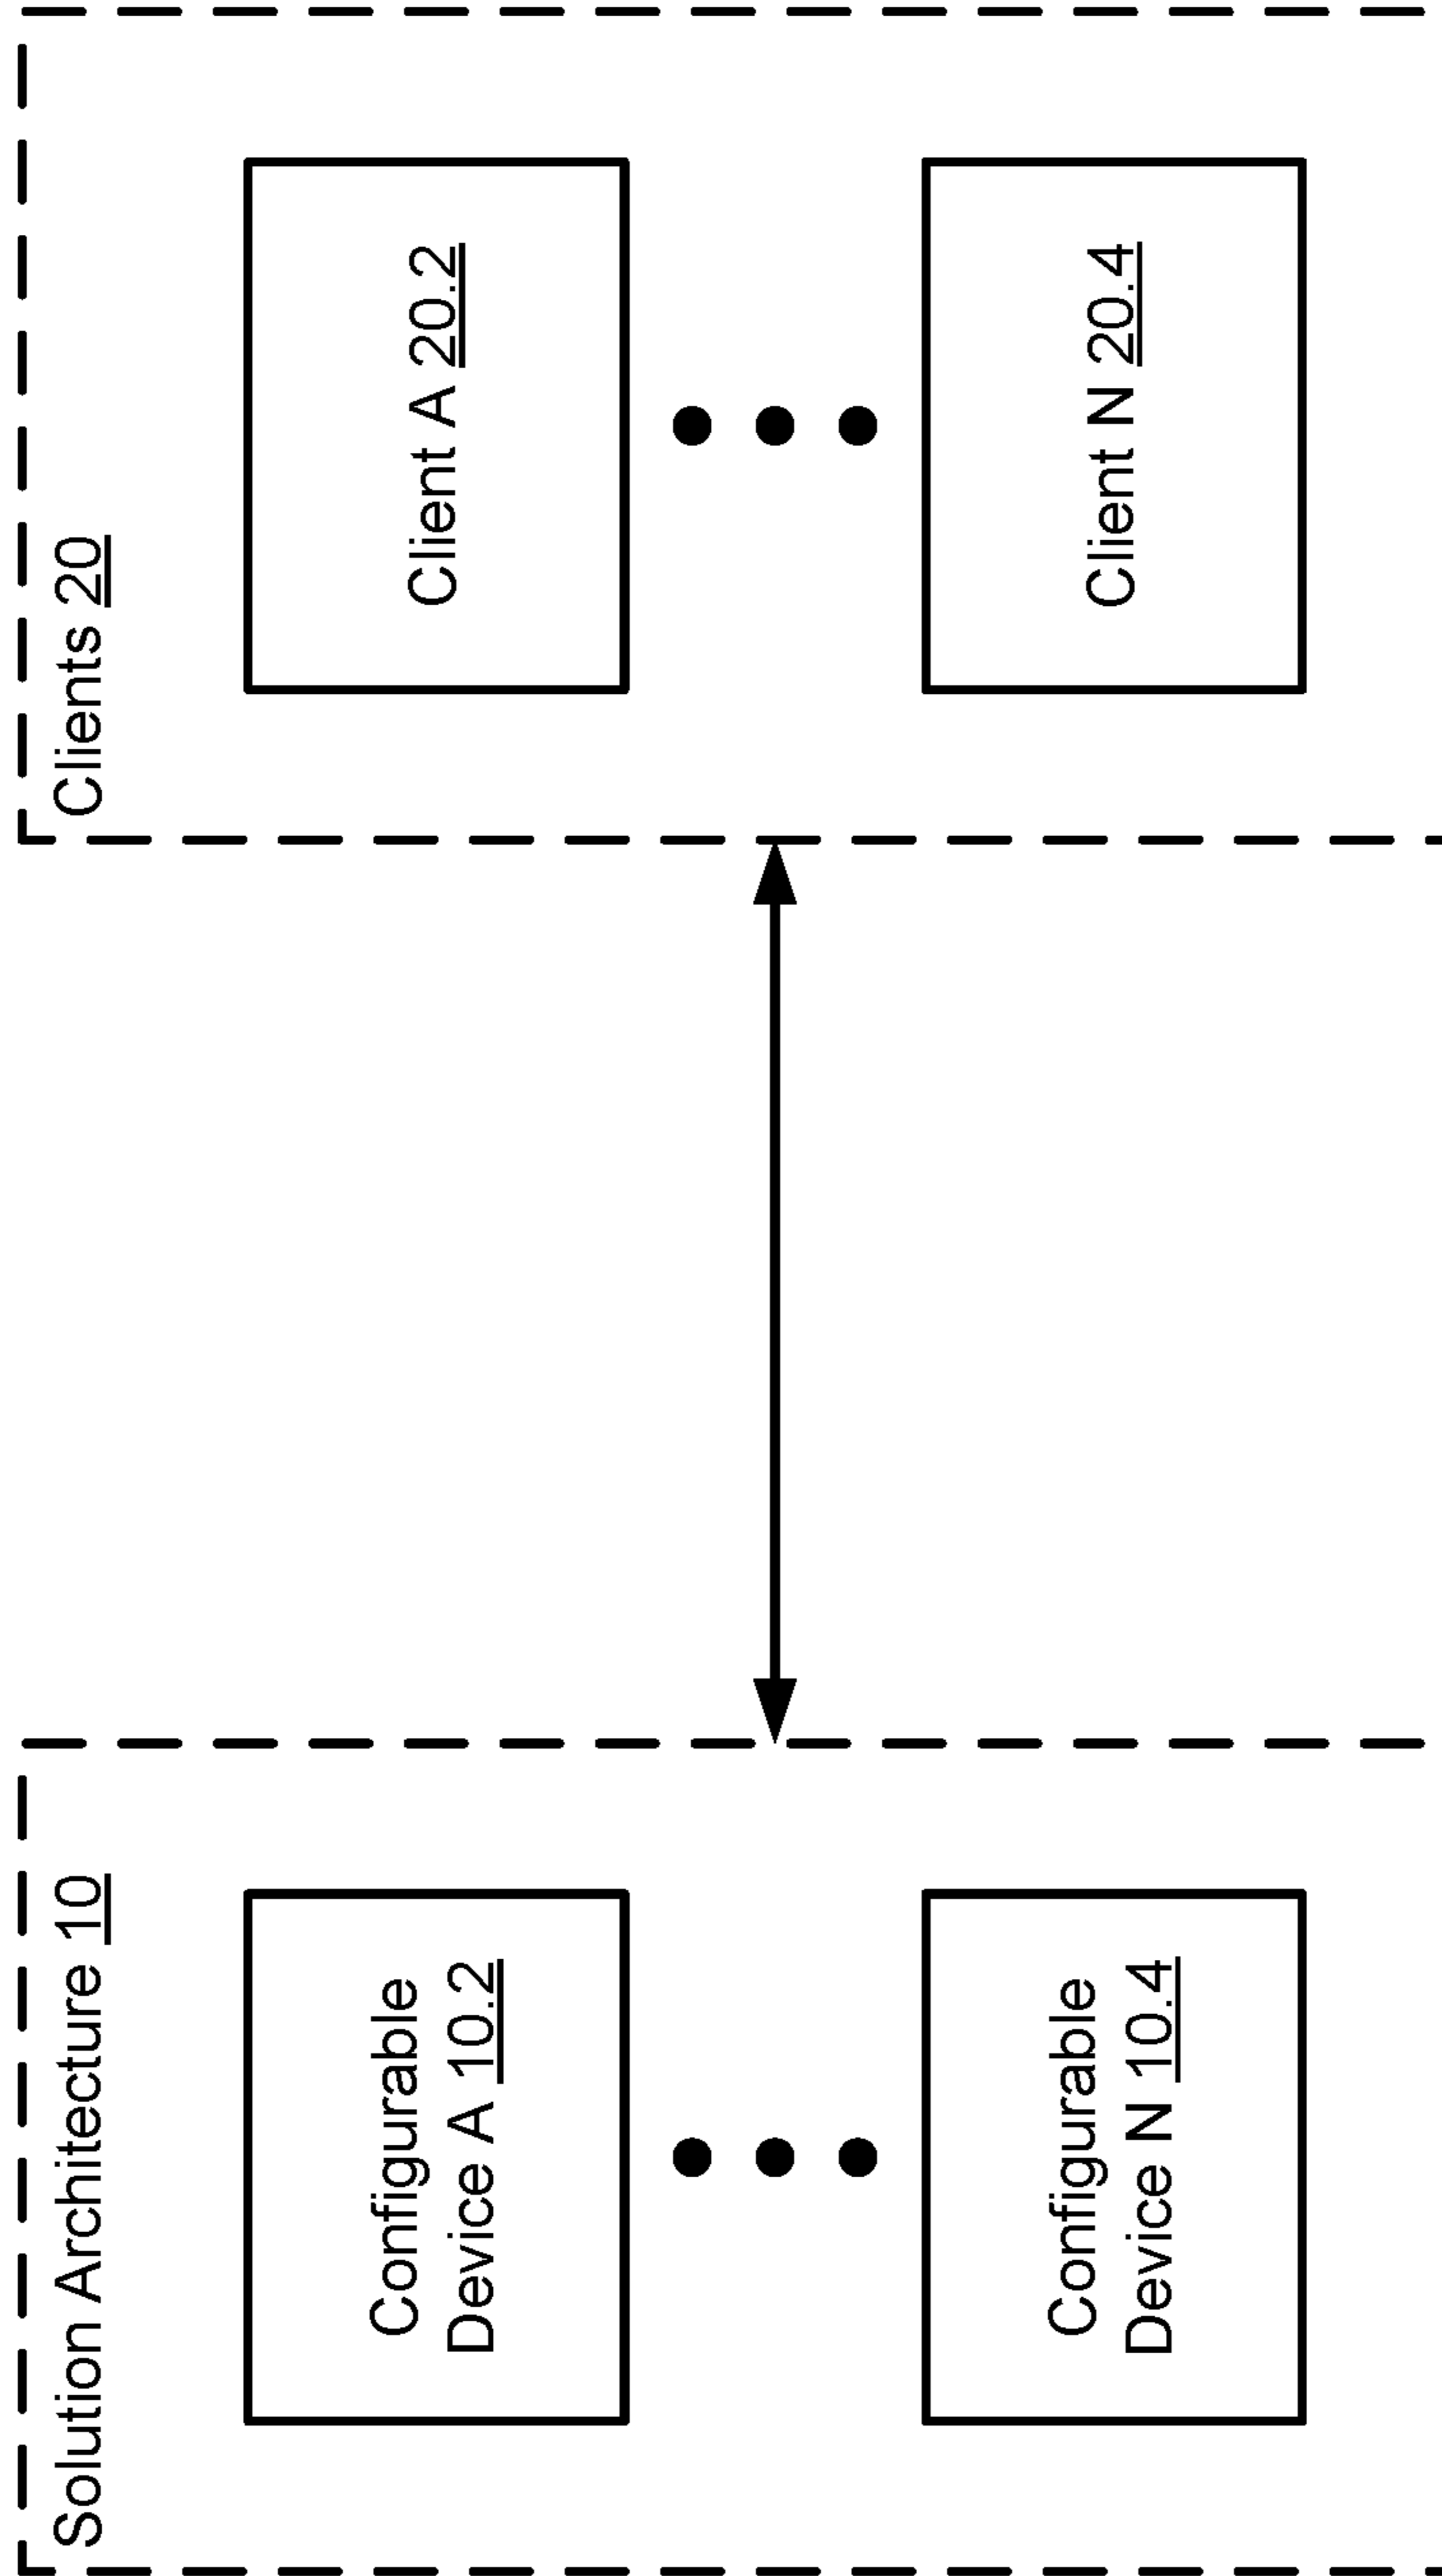 Solution Architecture 10
Configurable
Device A 10.2
Configurable
Device N 10.4
Clients 20
Client A 20.2
Client N 20.4